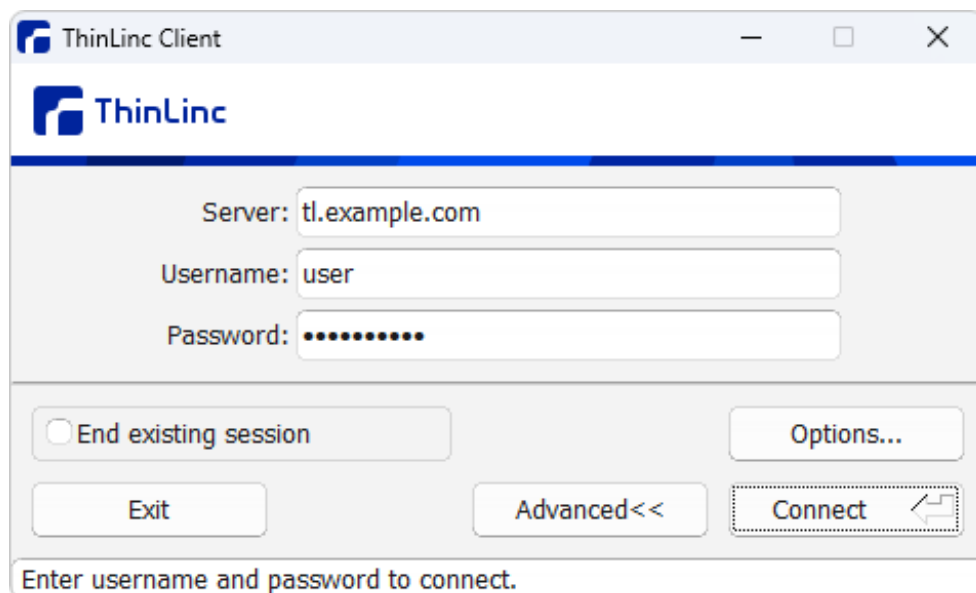 ThinLinc Client
ThinLinc
Server: tl.example.com
Username: user
Password: ••••••••••
End existing session
Options...
Exit
Advanced<<
Connect
Enter username and password to connect.